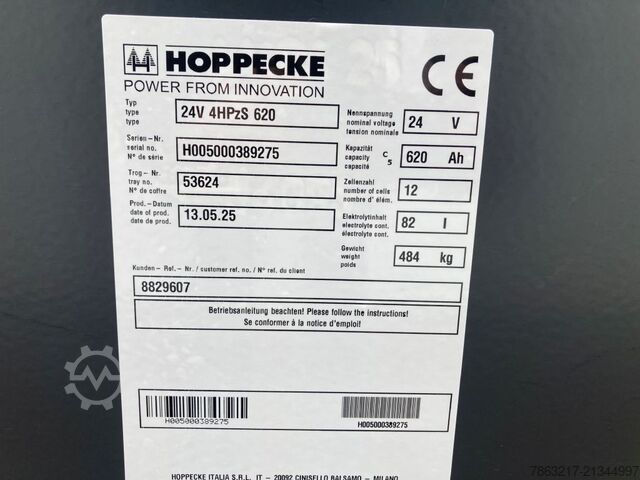 HOPPECKE
POWER FROM INNOVATION
CE
Typ
type
type
24V 4HPzS 620
Serien-Nr.
serial no.
N° de série
H005000389275
Trog-Nr.
tray no.
N° de coffre
53624
Prod.-Datum
date of prod.
date de prod.
13.05.25
Nennspannung
nominal voltage
tension nominale
24 V
Kapazität
capacity
capacité
C5
620 Ah
Zellenzahl
number of cells
nombre d' élém.
12
Elektrolytinhalt
electrolyte cont.
électrolyte cont.
82 l
Gewicht
weight
poids
484 kg
Kunden - Ref.-Nr. / customer ref. no. / N° ref. du client
8829607
Betriebsanleitung beachten! Please follow the instructions!
Se conformer à la notice d'emploi!
H005000389275
H005000389275
HOPPECKE ITALIA S.R.L. IT - 20092 CINISELLO BALSAMO - MILANO
7863217-21344997